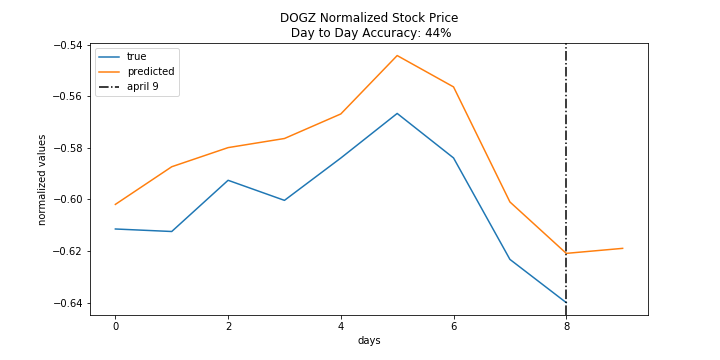 DOGZ Normalized Stock Price
Day to Day Accuracy: 44%
true
predicted
april 9
normalized values
−0.54
−0.56
−0.58
−0.60
−0.62
−0.64
0 2 4 6 8
days